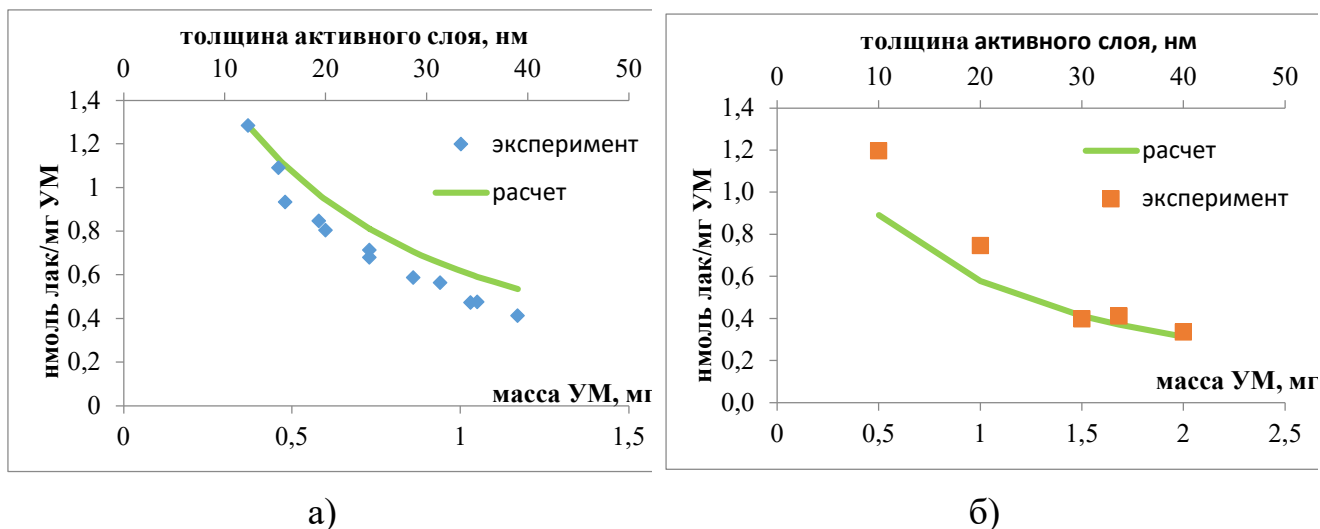 толщина активного слоя, нм
0 10 20 30 40 50
1,4
1,2
1
0,8
0,6
0,4
0,2
0
нмоль лак/мг УМ
эксперимент
расчет
масса УМ, мг
0 0,5 1 1,5
а)
толщина активного слоя, нм
0 10 20 30 40 50
1,4
1,2
1,0
0,8
0,6
0,4
0,2
0,0
нмоль лак/мг УМ
расчет
эксперимент
масса УМ, мг
0 0,5 1 1,5 2 2,5
б)